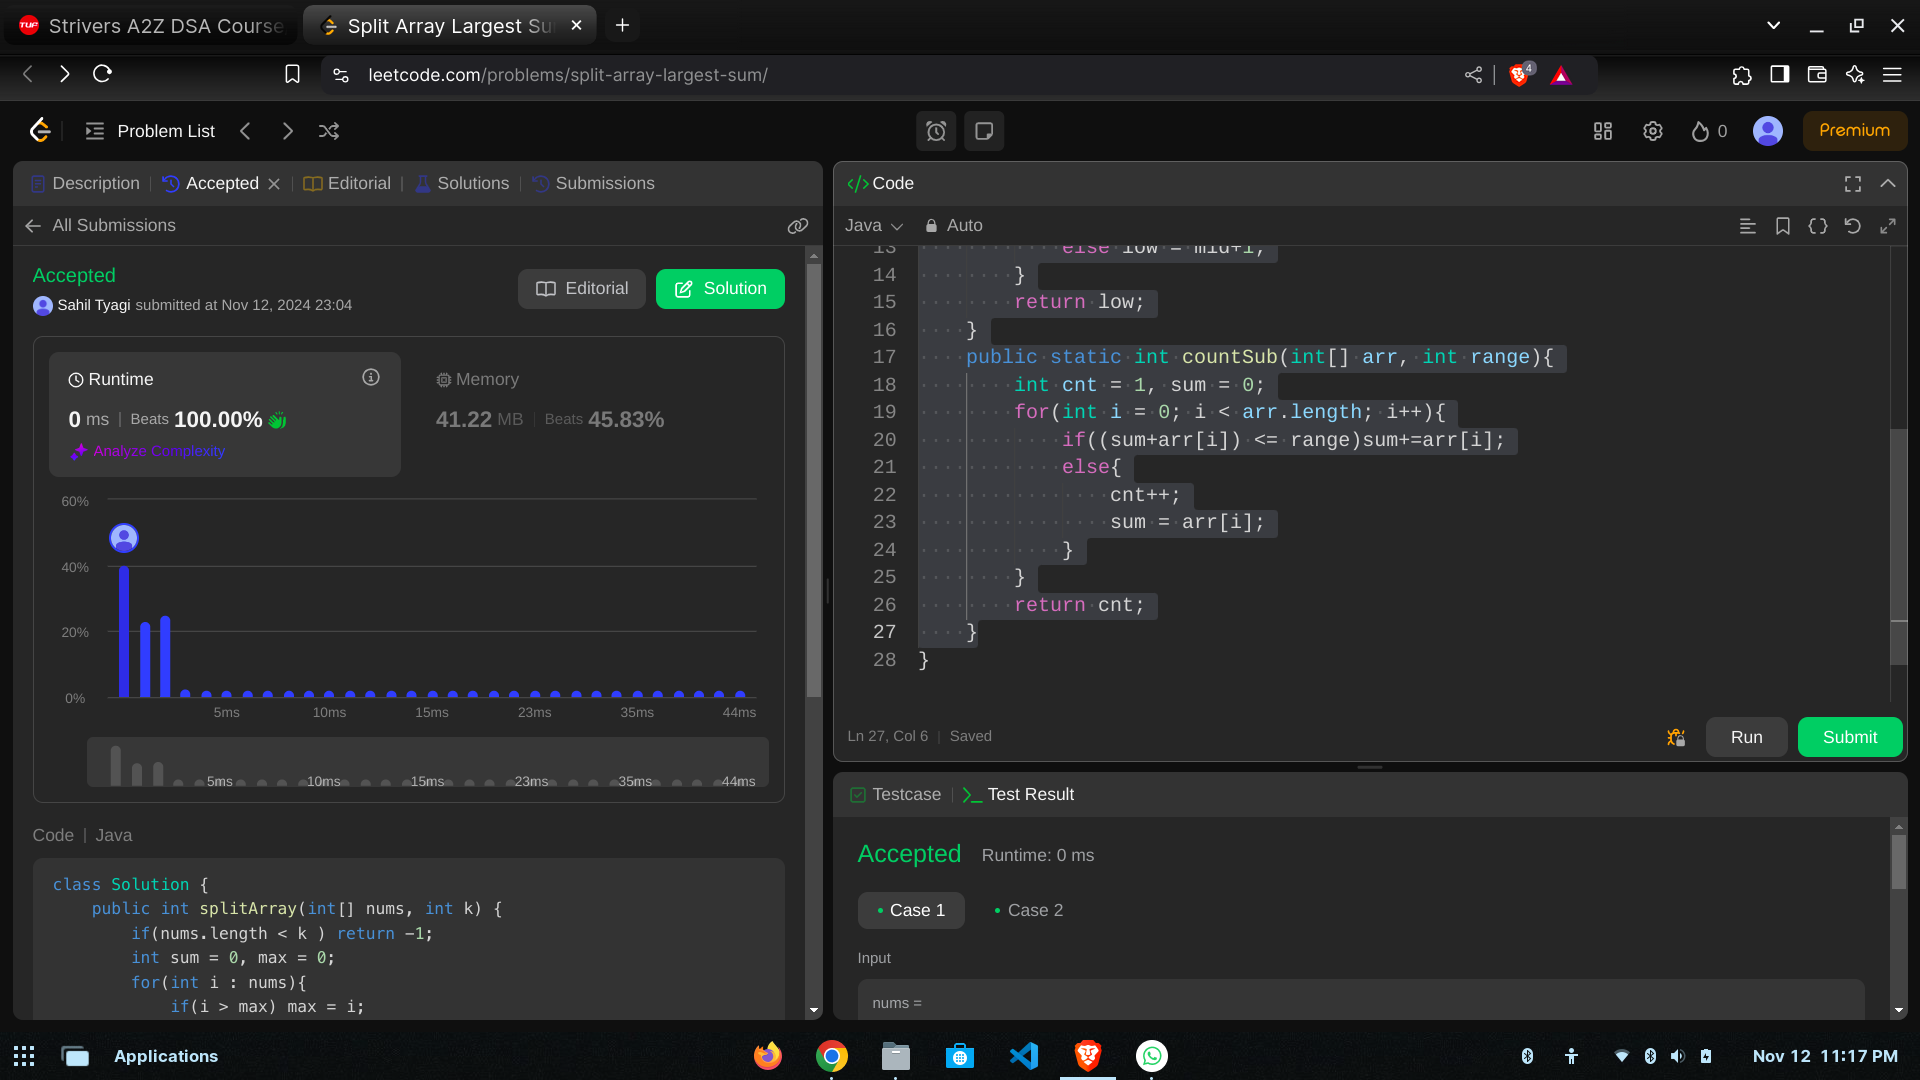 Strivers A2Z DSA Course
Split Array Largest Su
leetcode.com/problems/split-array-largest-sum/
4
Problem List
0
Premium
Description
Accepted
Editorial
Solutions
Submissions
All Submissions
Accepted
Sahil Tyagi submitted at Nov 12, 2024 23:04
Editorial
Solution
Runtime
0 ms | Beats 100.00%
Analyze Complexity
Memory
41.22 MB | Beats 45.83%
60%
40%
20%
0%
5ms 10ms 15ms 23ms 35ms 44ms
5ms 10ms 15ms 23ms 35ms 44ms
Code | Java
class Solution {
public int splitArray(int[] nums, int k) {
if(nums.length < k ) return -1;
int sum = 0, max = 0;
for(int i : nums){
if(i > max) max = i;
</> Code
Java
Auto
13 else low = mid+1;
14 }
15 return low;
16 }
17 public static int countSub(int[] arr, int range){
18 int cnt = 1, sum = 0;
19 for(int i = 0; i < arr.length; i++){
20 if((sum+arr[i]) <= range)sum+=arr[i];
21 else{
22 cnt++;
23 sum = arr[i];
24 }
25 }
26 return cnt;
27 }
28 }
Ln 27, Col 6 | Saved
Run
Submit
Testcase
Test Result
Accepted Runtime: 0 ms
Case 1
Case 2
Input
nums =
Applications
Nov 12 11:17 PM